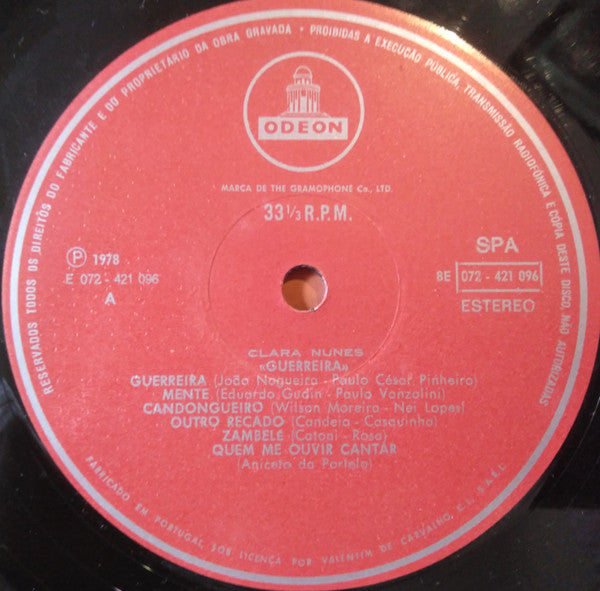 RESERVADOS TODOS OS DIREITOS DO FABRICANTE E DO PROPRIETÁRIO DA OBRA GRAVADA • PROIBIDAS A EXECUÇÃO PÚBLICA, TRANSMISSÃO RADIOFÓNICA E CÓPIA DESTE DISCO, NÃO AUTORIZADAS
ODEON
MARCA DE THE GRAMOPHONE Co., LTD.
33 1/3 R.P.M.
Ⓟ 1978
E 072 - 421 096
A
SPA
8E 072 - 421 096
ESTEREO
CLARA NUNES
«GUERREIRA»
GUERREIRA (João Nogueira - Paulo César Pinheiro)
MENTE (Eduardo Gudin - Paulo Vanzolini)
CANDONGUEIRO (Wilson Moreira - Nei Lopes)
OUTRO RECADO (Candeia - Casquinha)
ZAMBELÊ (Catoni - Rosa)
QUEM ME OUVIR CANTAR
(Aniceto da Portela)
FABRICADO EM PORTUGAL, SOB LICENÇA POR VALENTIM DE CARVALHO, C.I. S.A.R.L.